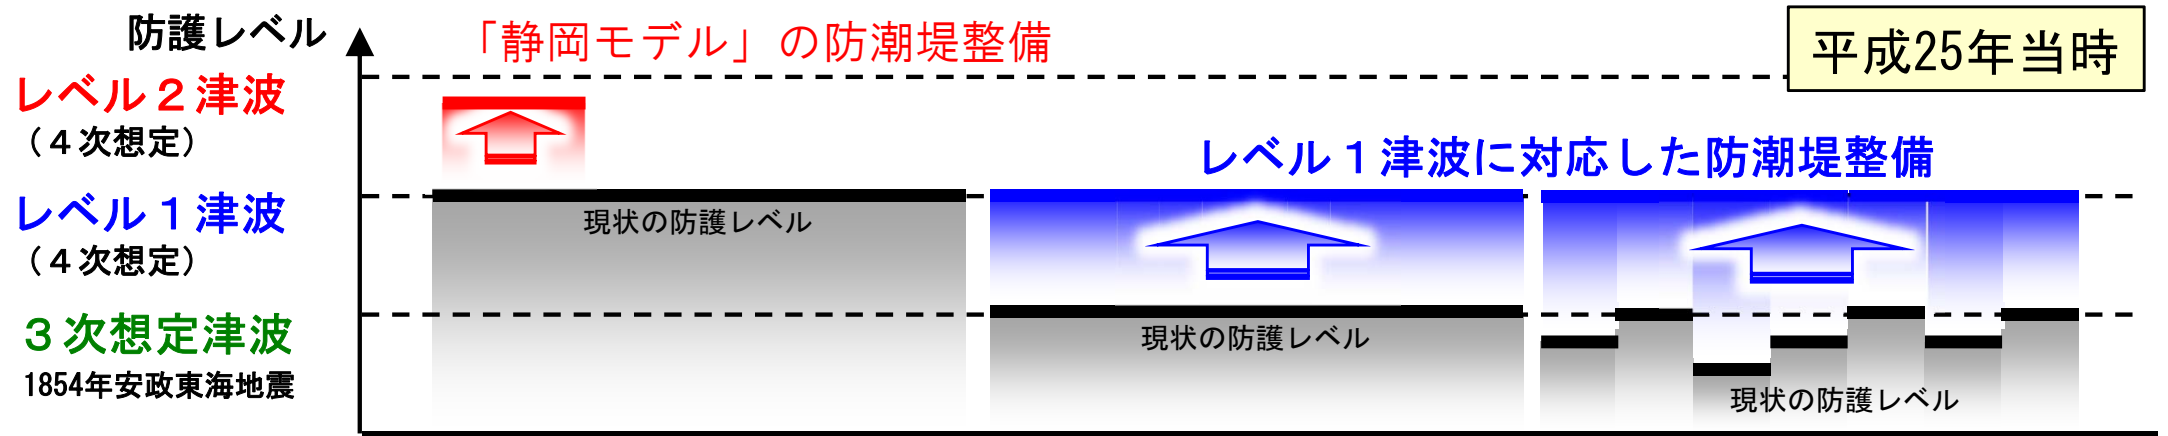 防護レベル
「静岡モデル」の防潮堤整備
平成25年当時
レベル２津波
（４次想定）
レベル１津波に対応した防潮堤整備
レベル１津波
（４次想定）
現状の防護レベル
３次想定津波
1854年安政東海地震
現状の防護レベル
現状の防護レベル